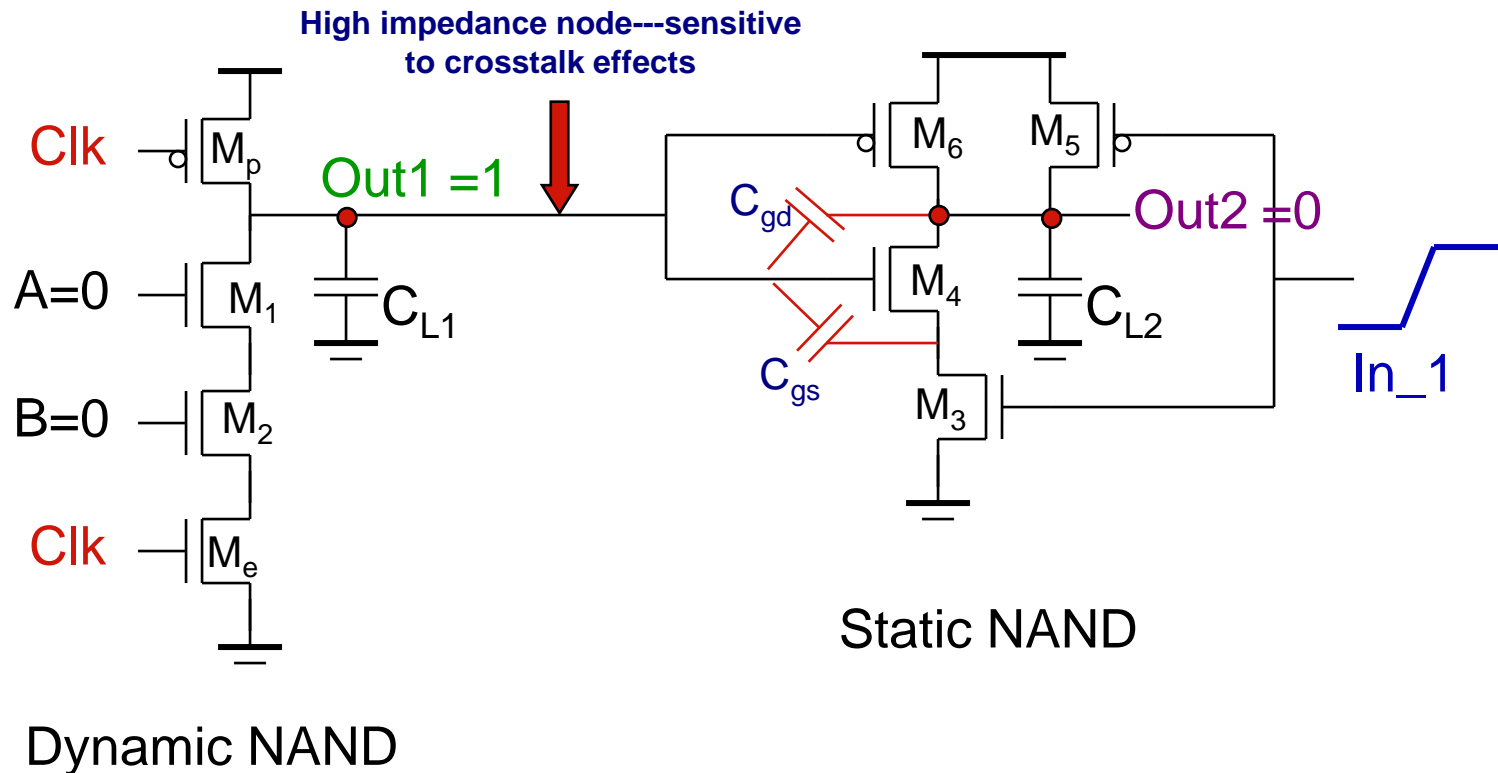 High impedance node---sensitive
to crosstalk effects
Clk
Mp
Out1 =1
A=0
M1
CL1
B=0
M2
Clk
Me
Dynamic NAND
M6
M5
Cgd
Out2 =0
M4
CL2
Cgs
M3
In_1
Static NAND